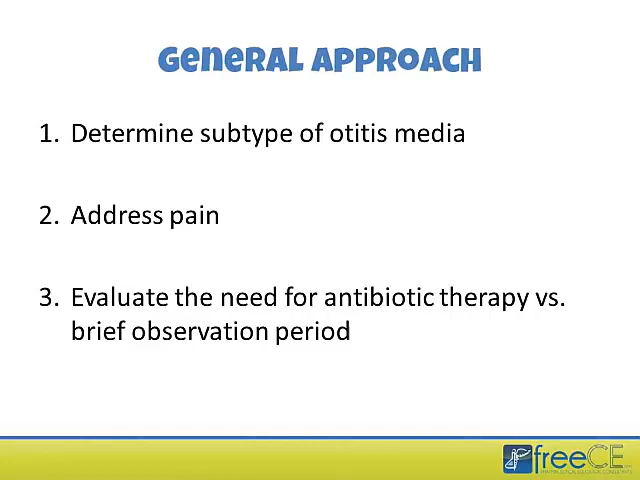 General Approach
1. Determine subtype of otitis media
2. Address pain
3. Evaluate the need for antibiotic therapy vs.
brief observation period
freeCE